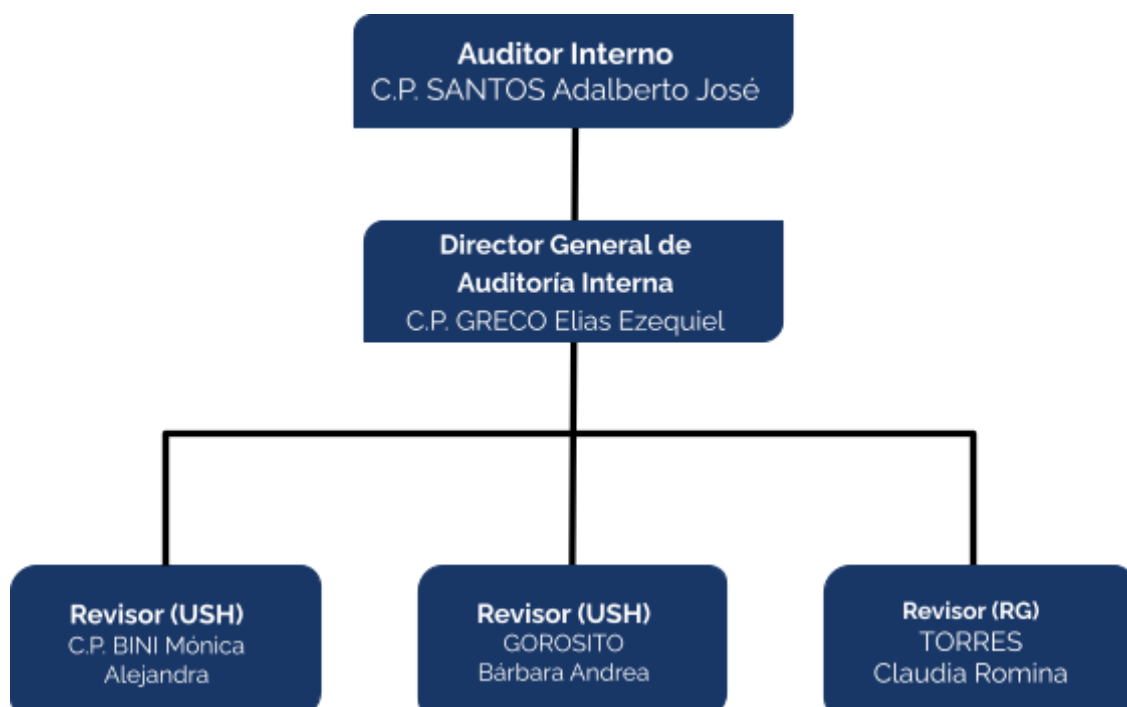 Auditor Interno
C.P. SANTOS Adalberto José
Director General de
Auditoría Interna
C.P. GRECO Elias Ezequiel
Revisor (USH)
C.P. BINI Mónica
Alejandra
Revisor (USH)
GOROSITO
Bárbara Andrea
Revisor (RG)
TORRES
Claudia Romina